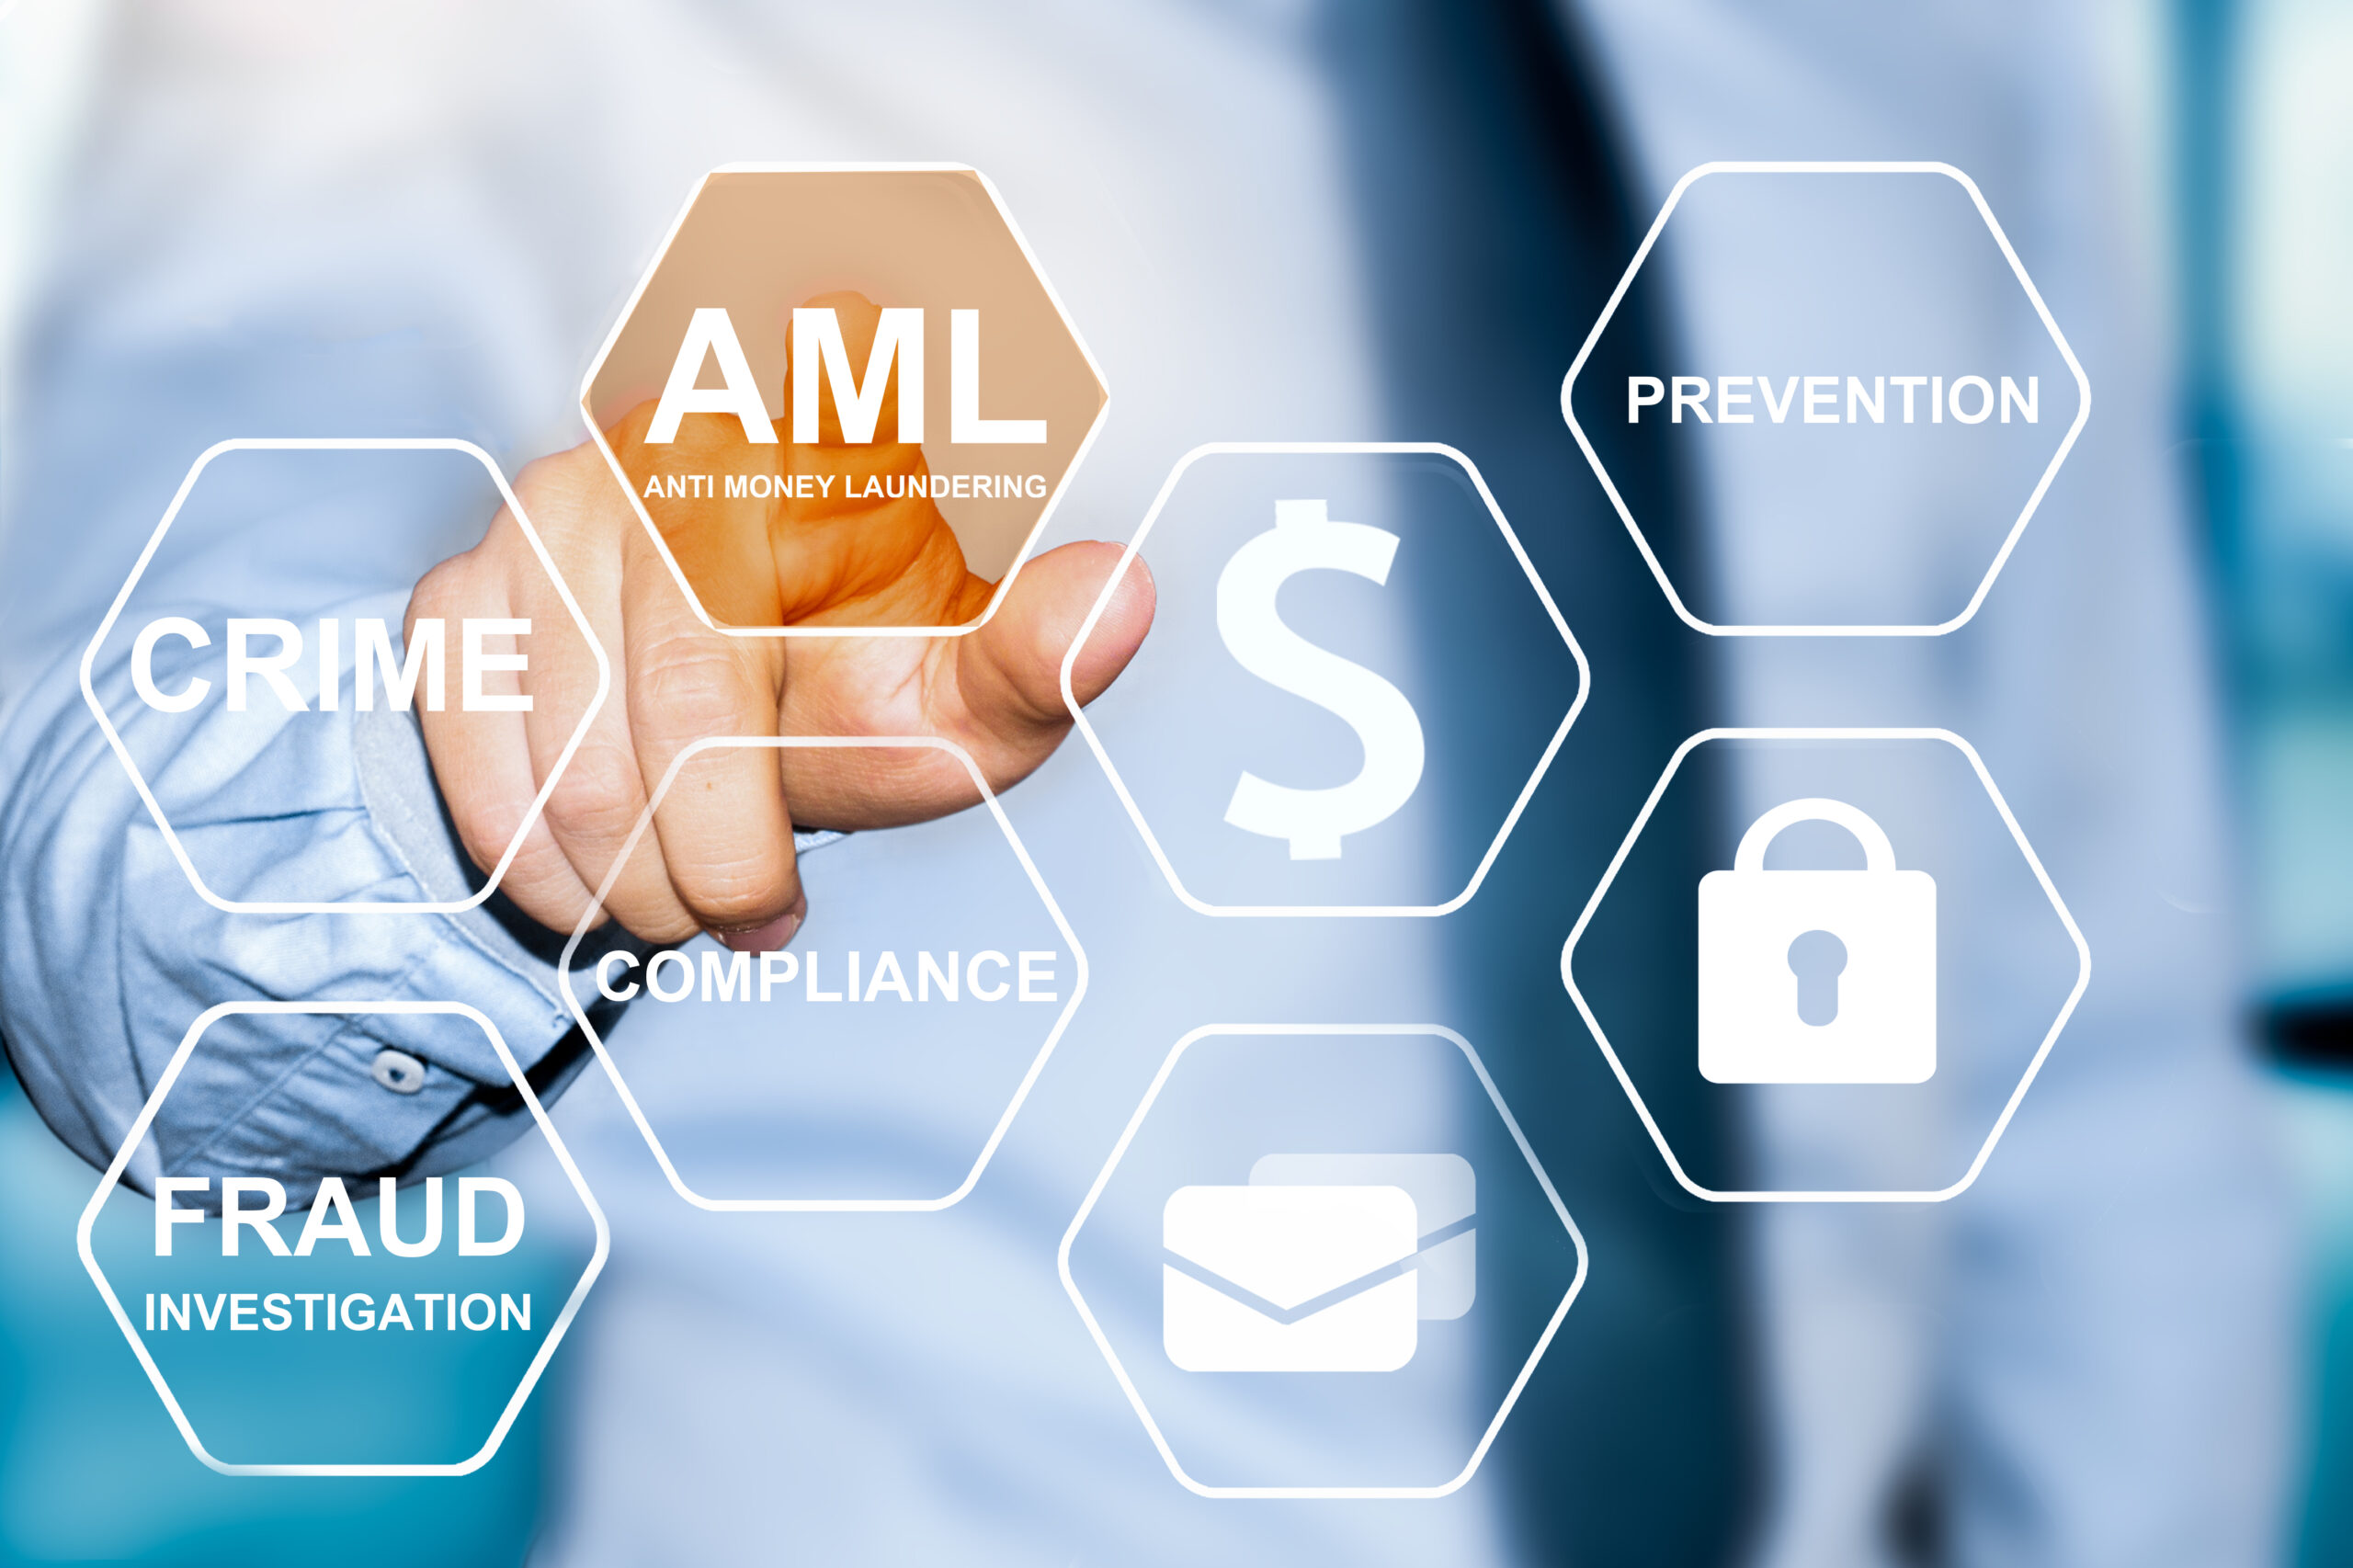 AML
ANTI MONEY LAUNDERING
PREVENTION
CRIME
$
COMPLIANCE
FRAUD
INVESTIGATION